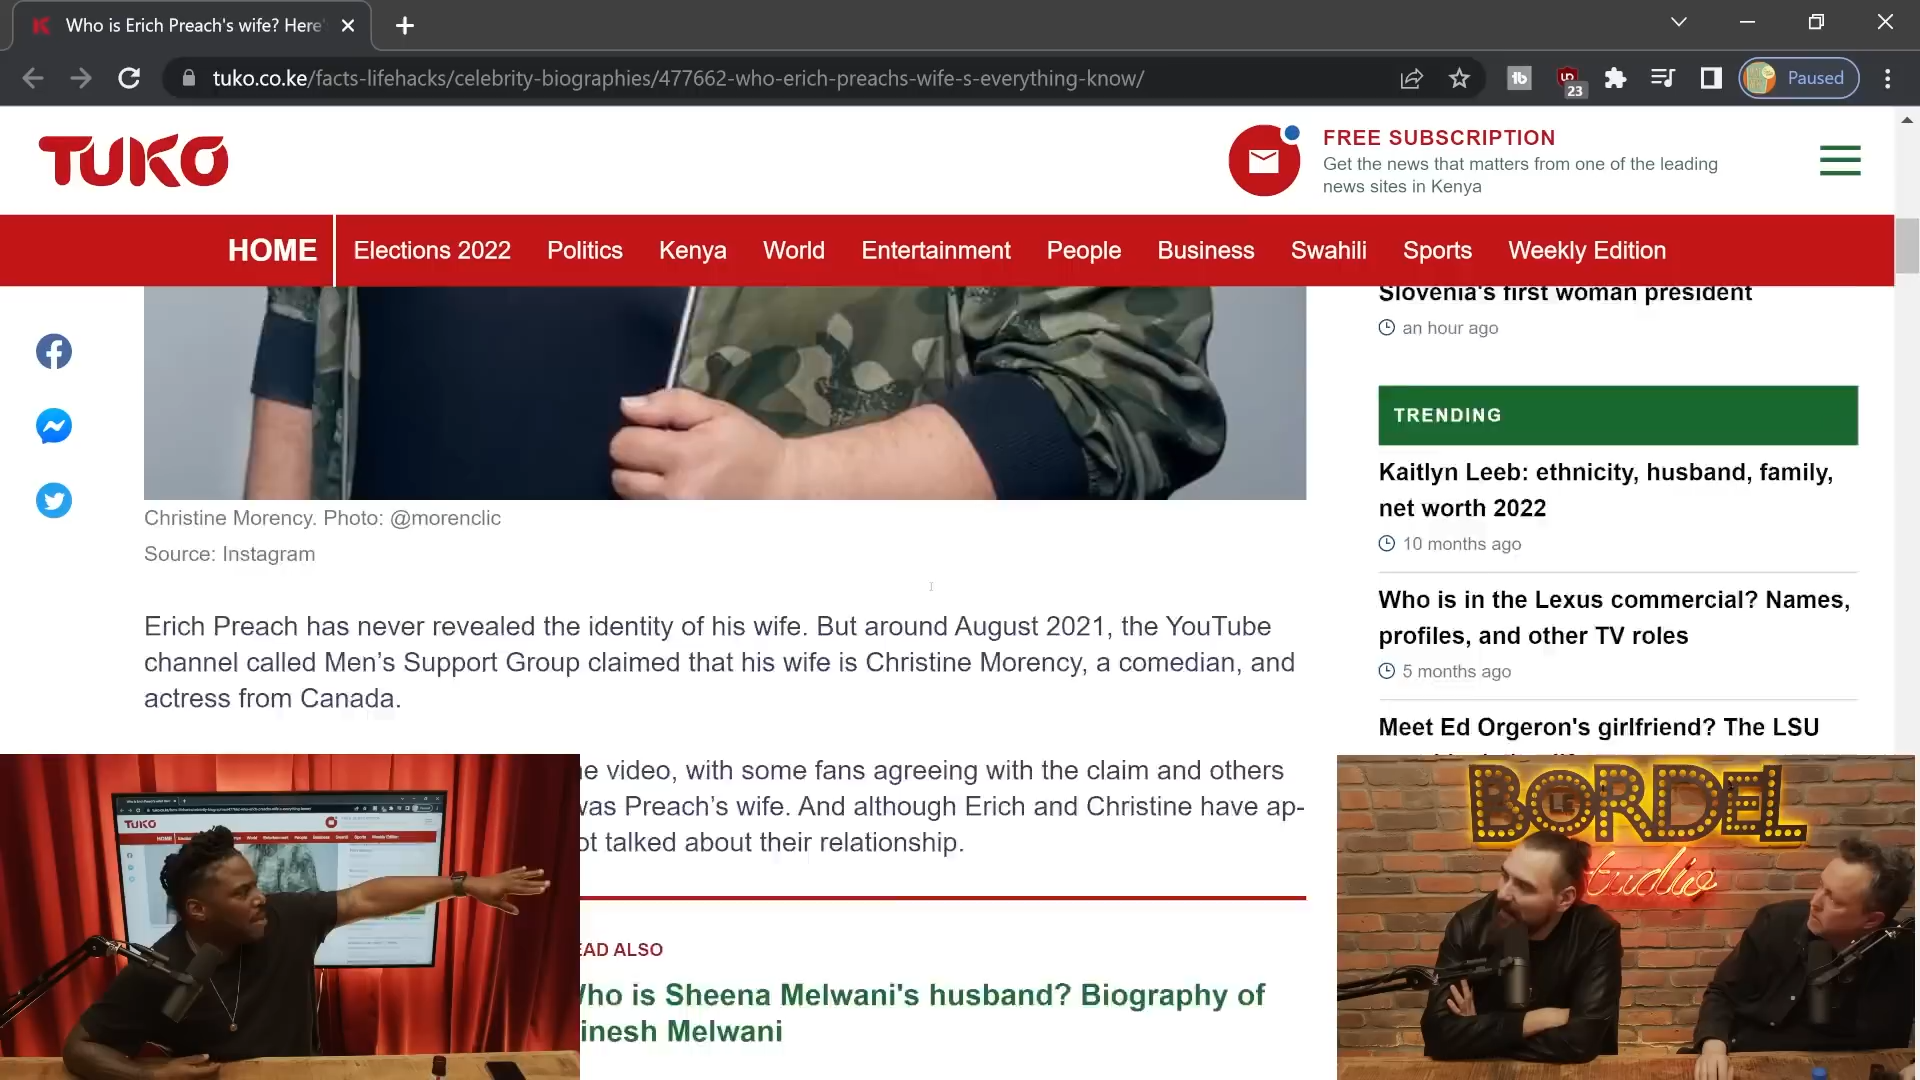 Who is Erich Preach's wife? Here'
tuko.co.ke/facts-lifehacks/celebrity-biographies/477662-who-erich-preachs-wife-s-everything-know/
23
Paused
TUKO
FREE SUBSCRIPTION
Get the news that matters from one of the leading
news sites in Kenya
HOME Elections 2022 Politics Kenya World Entertainment People Business Swahili Sports Weekly Edition
Slovenia's first woman president
an hour ago
TRENDING
Kaitlyn Leeb: ethnicity, husband, family,
net worth 2022
10 months ago
Who is in the Lexus commercial? Names,
profiles, and other TV roles
5 months ago
Meet Ed Orgeron's girlfriend? The LSU
Christine Morency. Photo: @morenclic
Source: Instagram
Erich Preach has never revealed the identity of his wife. But around August 2021, the YouTube
channel called Men's Support Group claimed that his wife is Christine Morency, a comedian, and
actress from Canada.
e video, with some fans agreeing with the claim and others
was Preach's wife. And although Erich and Christine have ap-
ot talked about their relationship.
EAD ALSO
ho is Sheena Melwani's husband? Biography of
inesh Melwani
TUKO
HOME
LE
BORDEL
studio